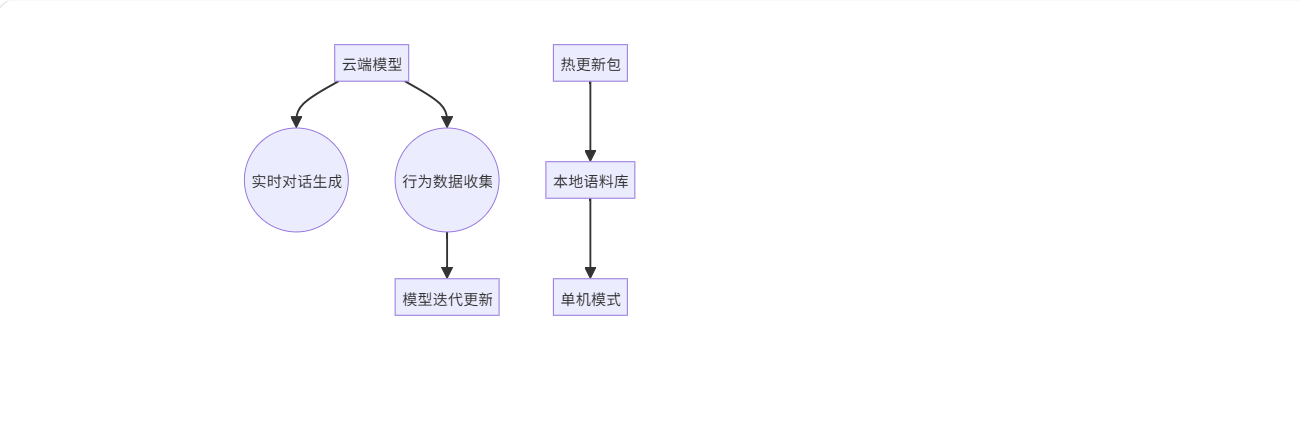 云端模型
热更新包
实时对话生成
行为数据收集
本地语料库
模型迭代更新
单机模式